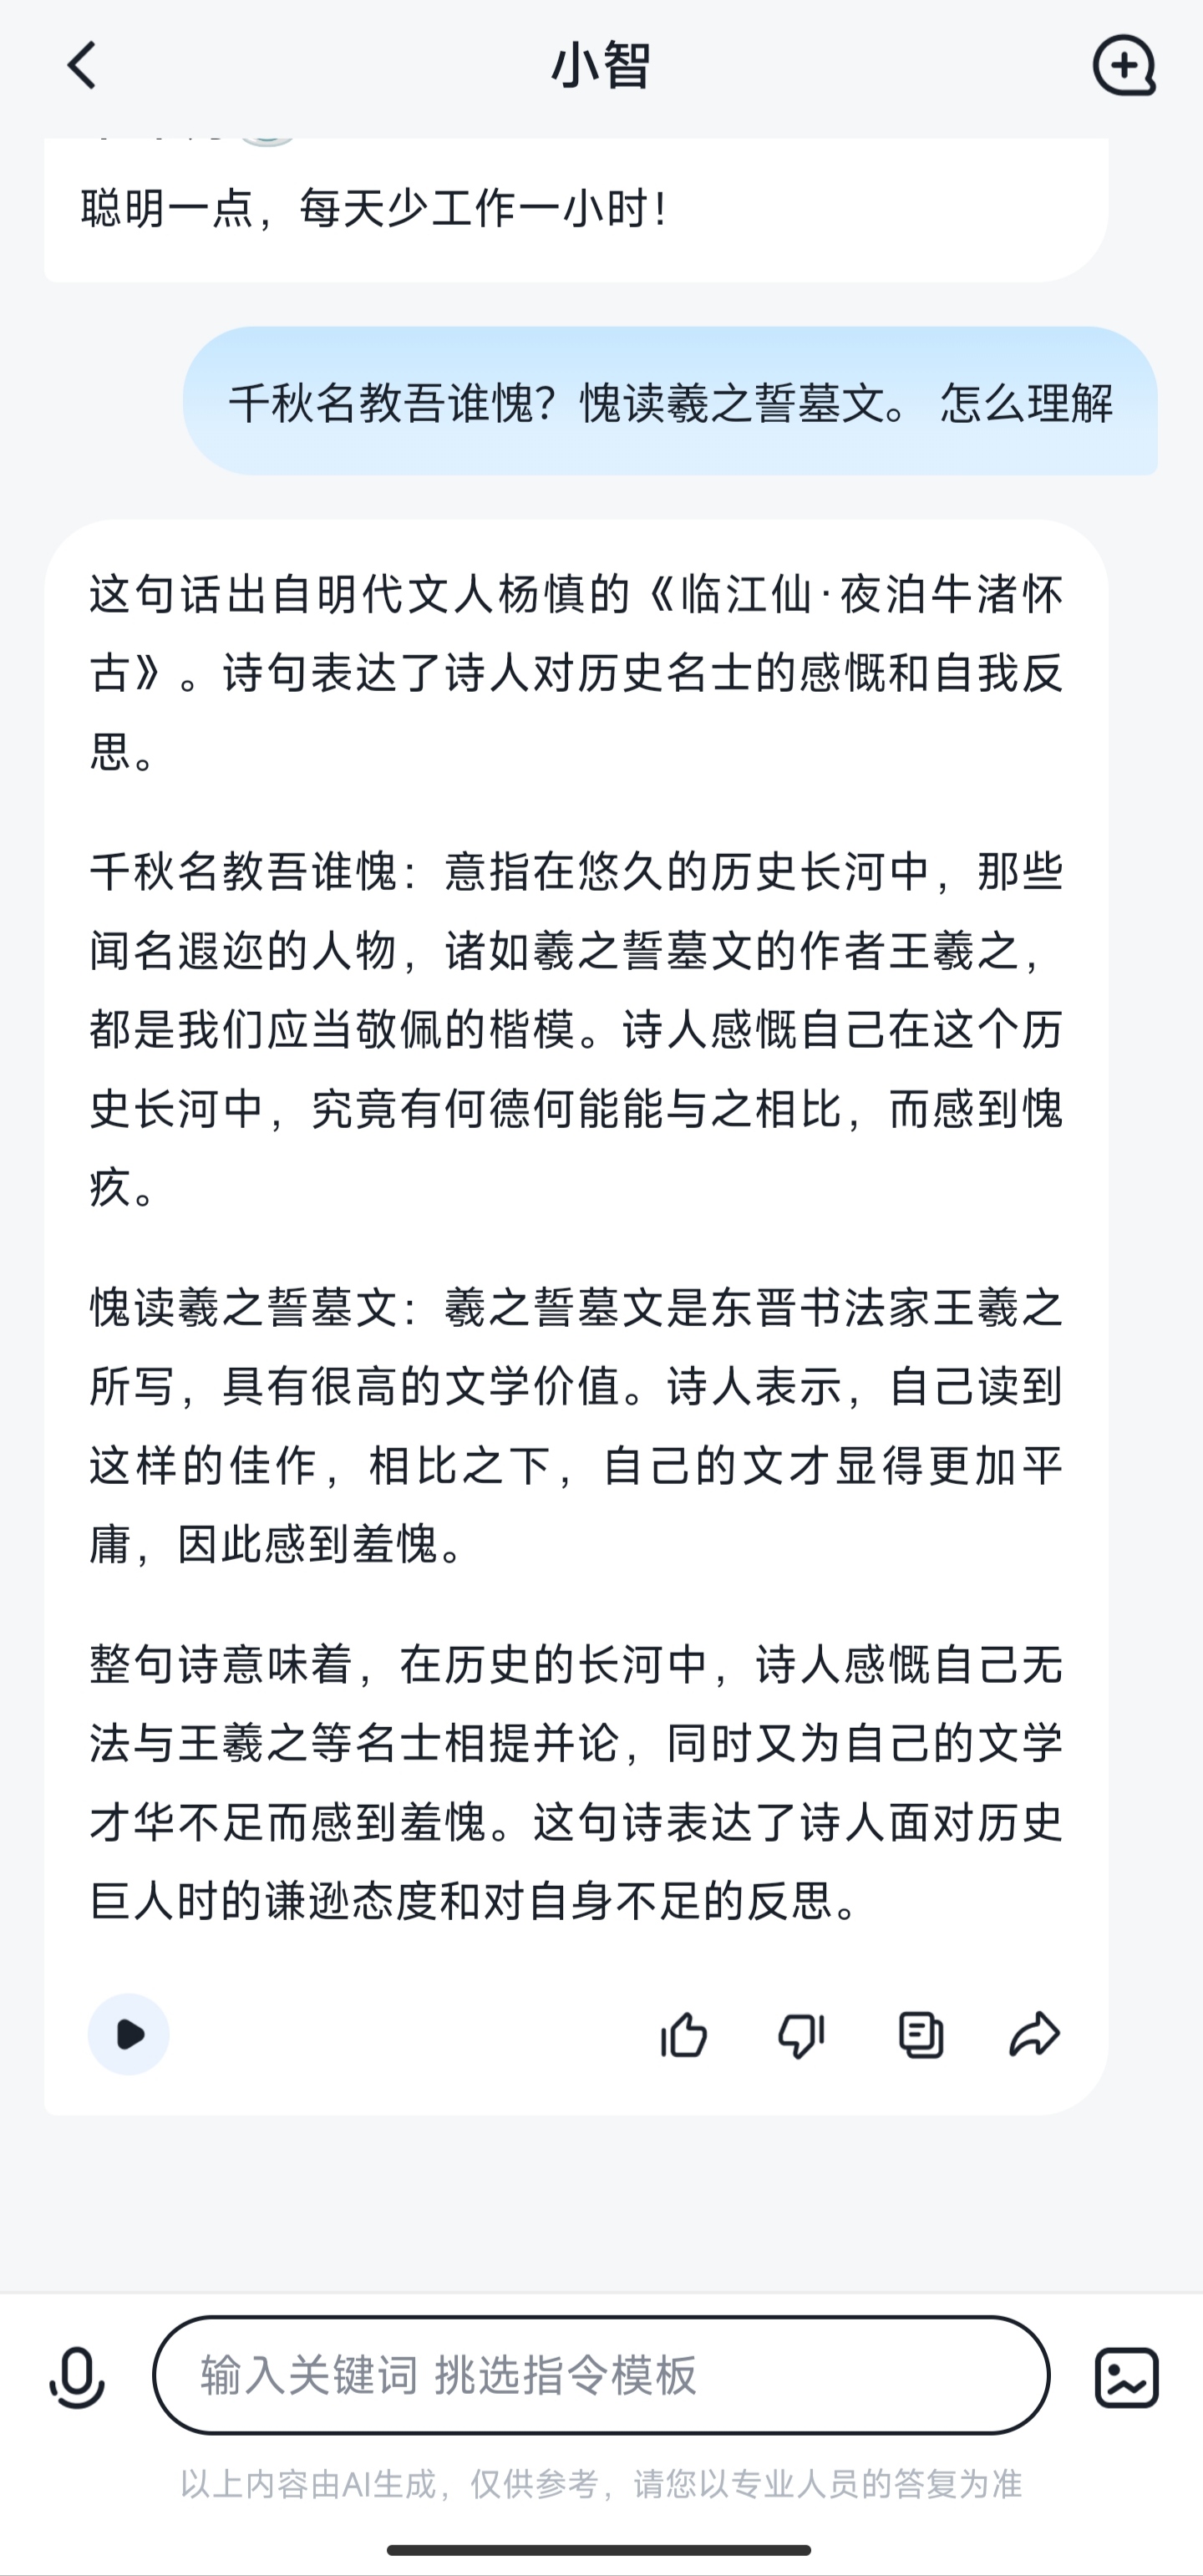 小智
聪明一点，每天少工作一小时！
千秋名教吾谁愧？愧读羲之誓墓文。 怎么理解
这句话出自明代文人杨慎的《临江仙·夜泊牛渚怀
古》。诗句表达了诗人对历史名士的感慨和自我反
思。
千秋名教吾谁愧：意指在悠久的历史长河中，那些
闻名遐迩的人物，诸如羲之誓墓文的作者王羲之，
都是我们应当敬佩的楷模。诗人感慨自己在这个历
史长河中，究竟有何德何能能与之相比，而感到愧
疚。
愧读羲之誓墓文：羲之誓墓文是东晋书法家王羲之
所写，具有很高的文学价值。诗人表示，自己读到
这样的佳作，相比之下，自己的文才显得更加平
庸，因此感到羞愧。
整句诗意味着，在历史的长河中，诗人感慨自己无
法与王羲之等名士相提并论，同时又为自己的文学
才华不足而感到羞愧。这句诗表达了诗人面对历史
巨人时的谦逊态度和对自身不足的反思。
输入关键词 挑选指令模板
以上内容由AI生成，仅供参考，请您以专业人员的答复为准